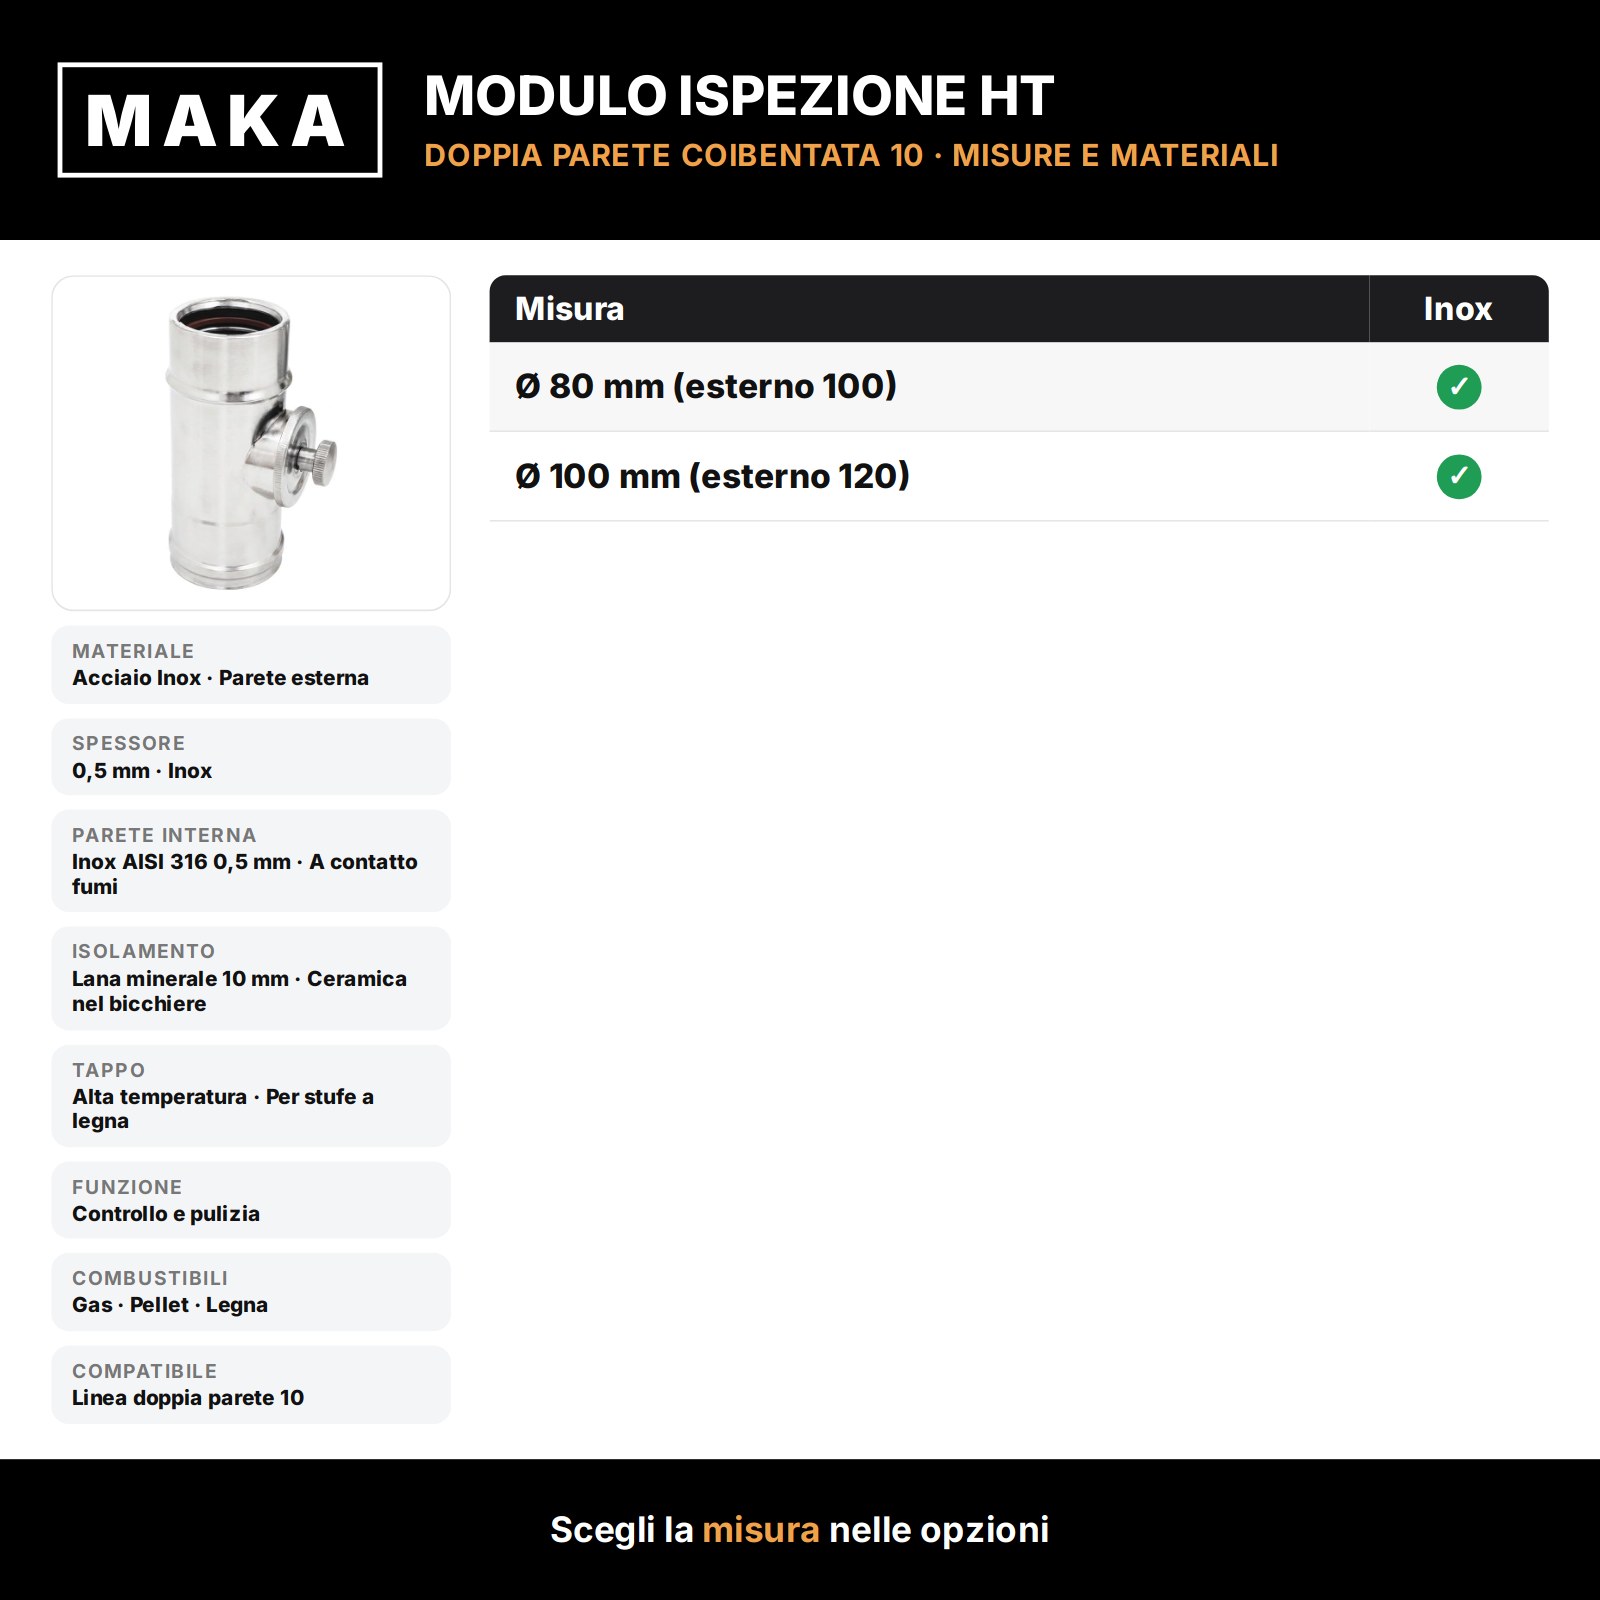 MAKA
MODULO ISPEZIONE HT
DOPPIA PARETE COIBENTATA 10 · MISURE E MATERIALI
Misura Inox
Ø 80 mm (esterno 100) ✓
Ø 100 mm (esterno 120) ✓
MATERIALE
Acciaio Inox · Parete esterna
SPESSORE
0,5 mm · Inox
PARETE INTERNA
Inox AISI 316 0,5 mm · A contatto
fumi
ISOLAMENTO
Lana minerale 10 mm · Ceramica
nel bicchiere
TAPPO
Alta temperatura · Per stufe a
legna
FUNZIONE
Controllo e pulizia
COMBUSTIBILI
Gas · Pellet · Legna
COMPATIBILE
Linea doppia parete 10
Scegli la misura nelle opzioni